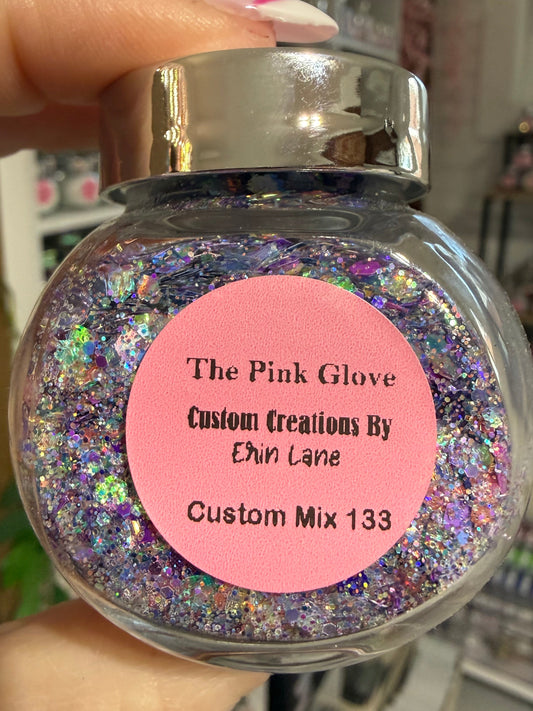 The Pink Glove
Custom Creations By
Erin Lane
Custom Mix 133